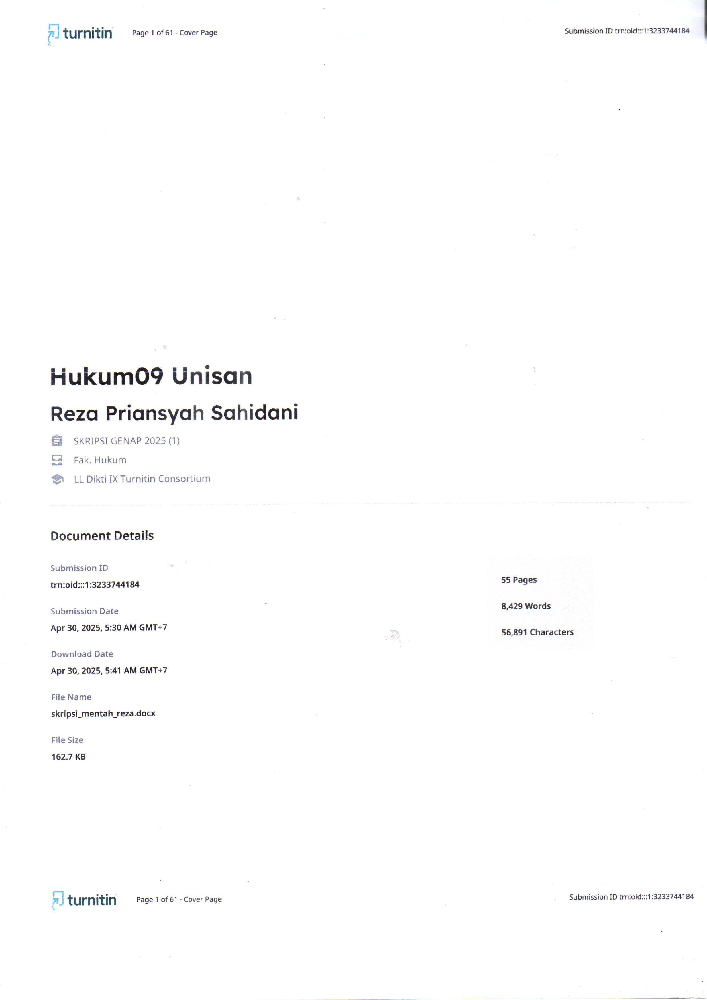 turnitin Page 1 of 61 - Cover Page Submission ID trn:oid:::1:3233744184
Hukum09 Unisan
Reza Priansyah Sahidani
SKRIPSI GENAP 2025 (1)
Fak. Hukum
LL Dikti IX Turnitin Consortium
Document Details
Submission ID
trn:oid:::1:3233744184
Submission Date
Apr 30, 2025, 5:30 AM GMT+7
Download Date
Apr 30, 2025, 5:41 AM GMT+7
File Name
skripsi_mentah_reza.docx
File Size
162.7 KB
55 Pages
8,429 Words
56,891 Characters
turnitin Page 1 of 61 - Cover Page Submission ID trn:oid:::1:3233744184